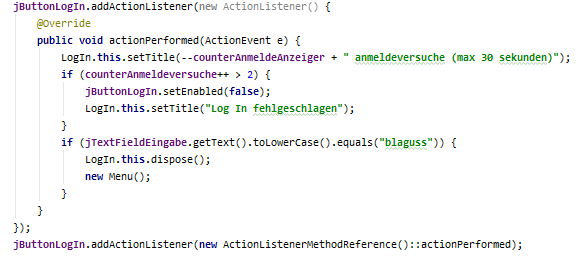 jButtonLogIn.addActionListener(new ActionListener() {
@Override
public void actionPerformed(ActionEvent e) {
LogIn.this.setTitle(--counterAnmeldeAnzeiger + " anmeldeversuche (max 30 sekunden)");
if (counterAnmeldeversuche++ > 2) {
jButtonLogIn.setEnabled(false);
LogIn.this.setTitle("Log In fehlgeschlagen");
}
if (jTextFieldEingabe.getText().toLowerCase().equals("blaguss")) {
LogIn.this.dispose();
new Menu();
}
}
});
jButtonLogIn.addActionListener(new ActionListenerMethodReference()::actionPerformed);